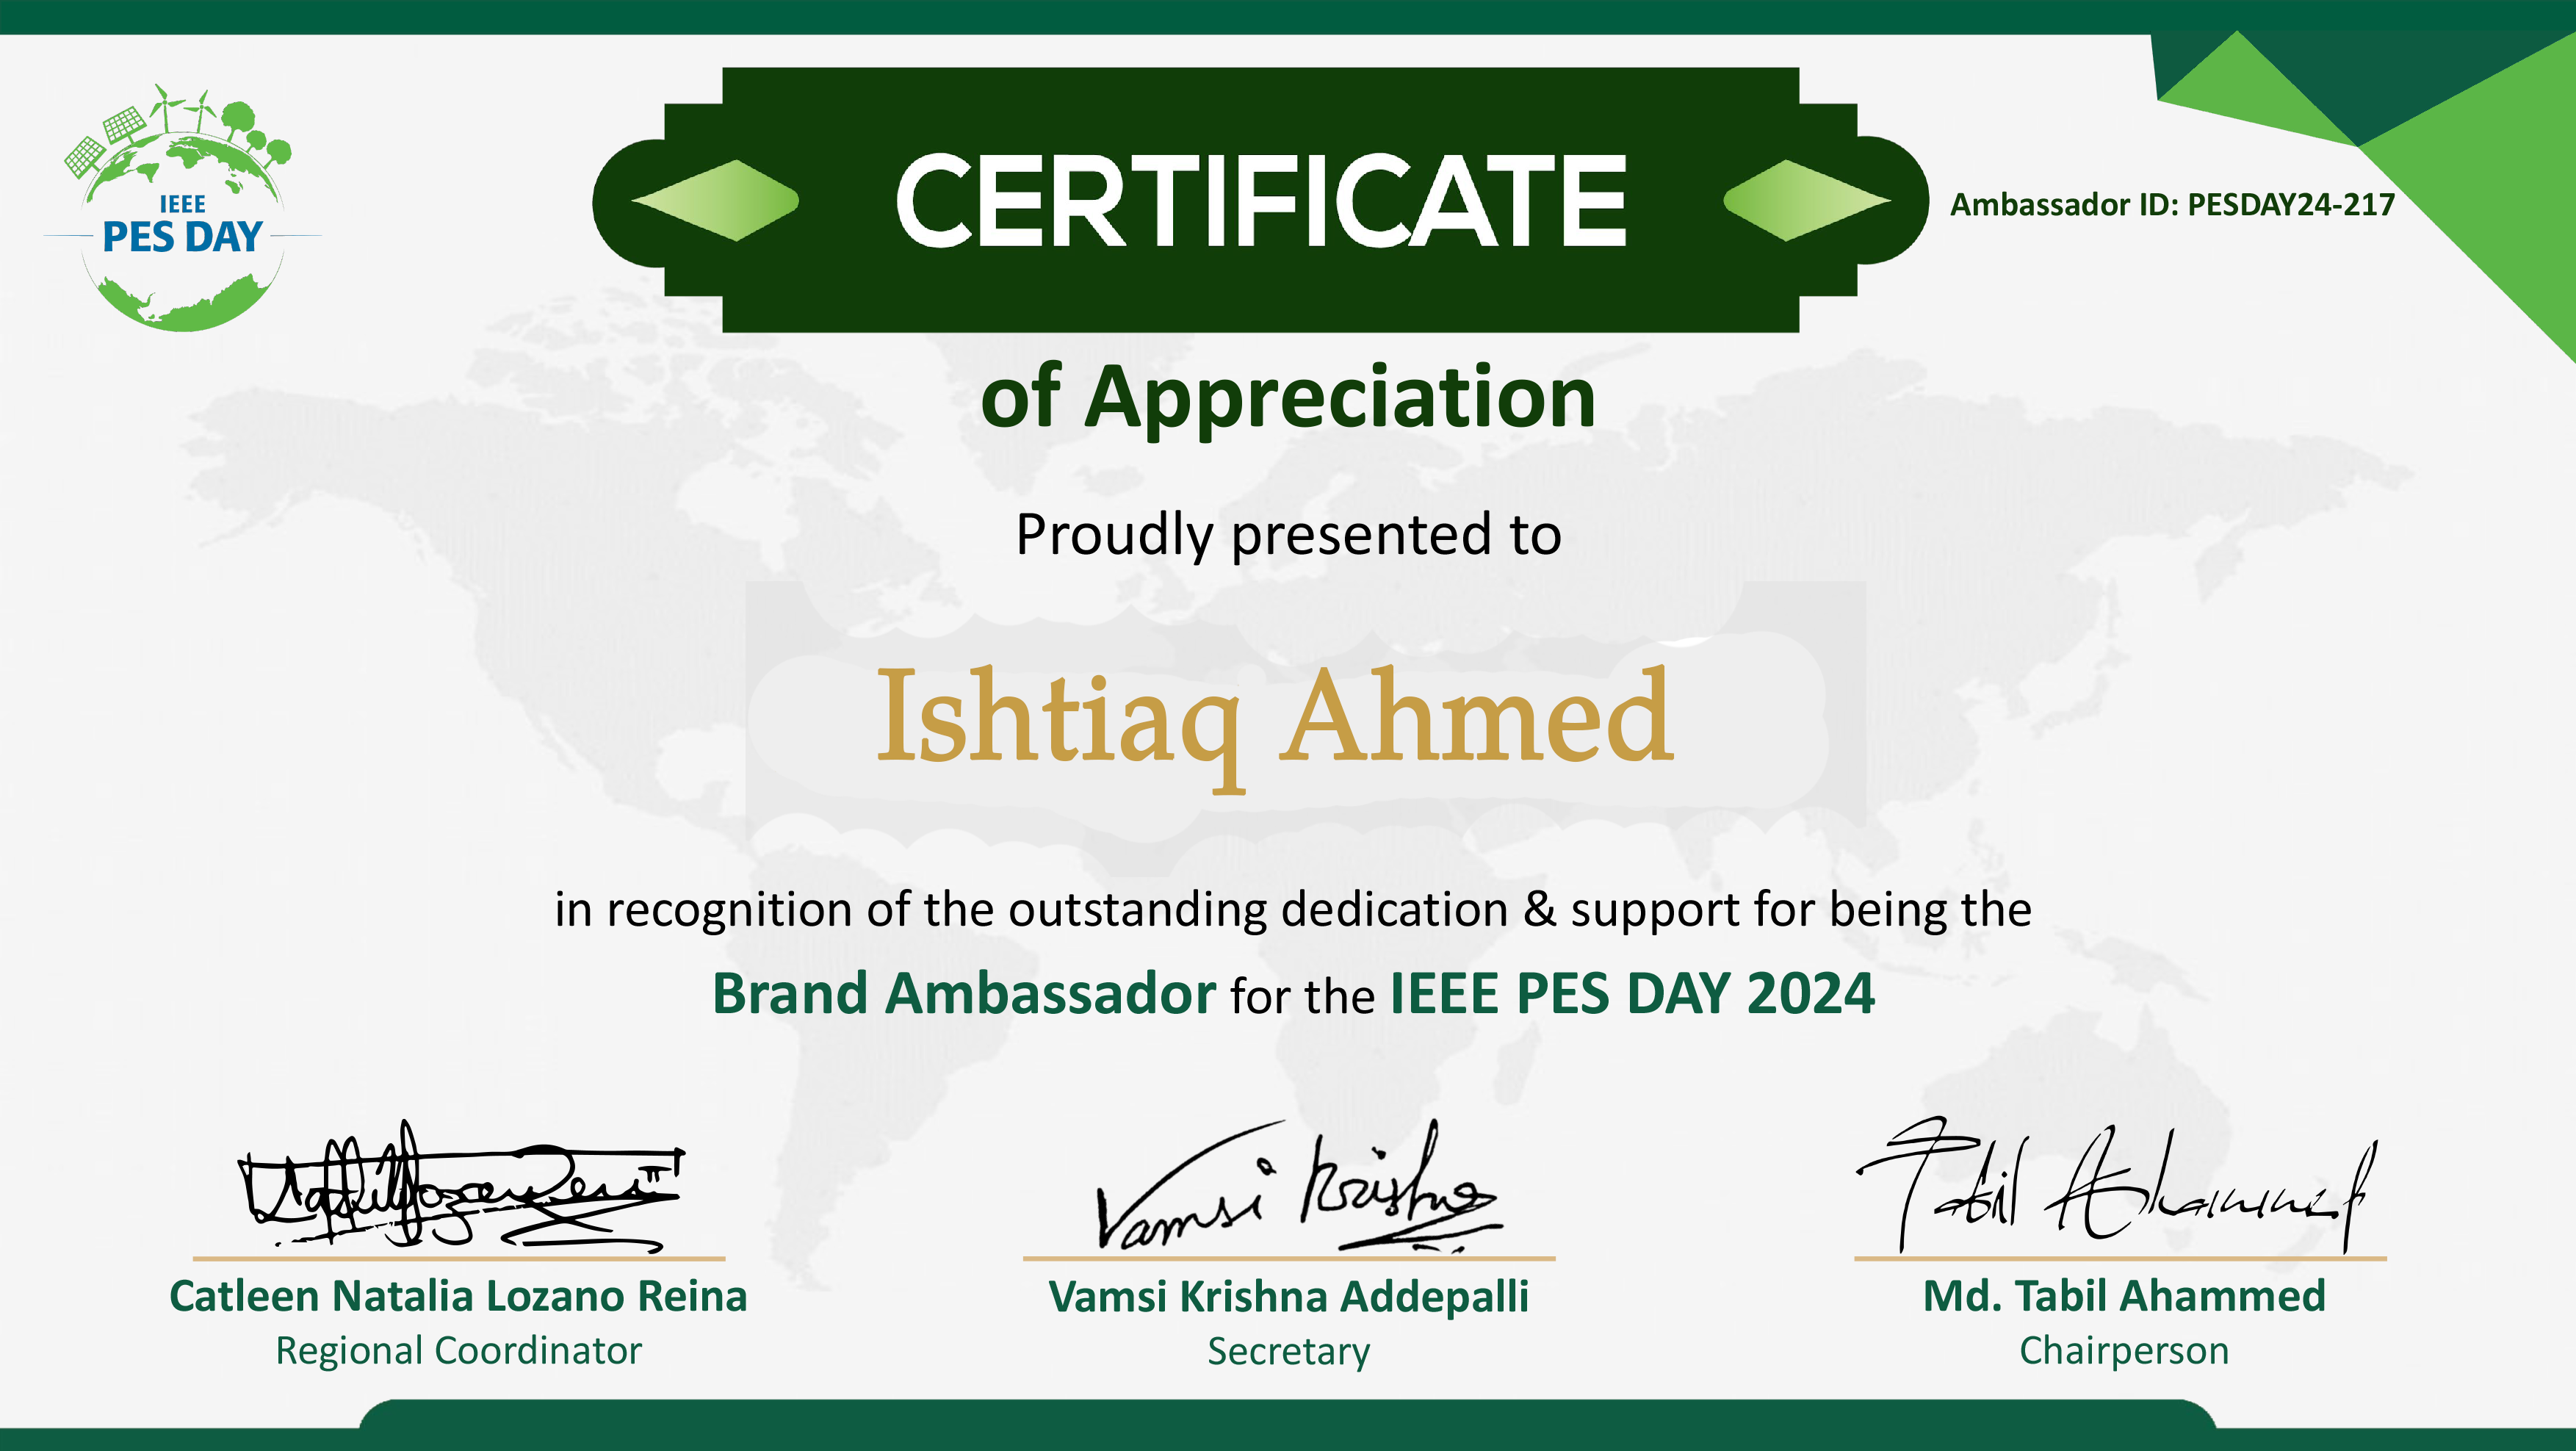 IEEE
PES DAY
CERTIFICATE
Ambassador ID: PESDAY24-217
of Appreciation
Proudly presented to
Ishtiaq Ahmed
in recognition of the outstanding dedication & support for being the
Brand Ambassador for the IEEE PES DAY 2024
Vamsi Krishna
Tabil Ahammed
Catleen Natalia Lozano Reina
Regional Coordinator
Vamsi Krishna Addepalli
Secretary
Md. Tabil Ahammed
Chairperson